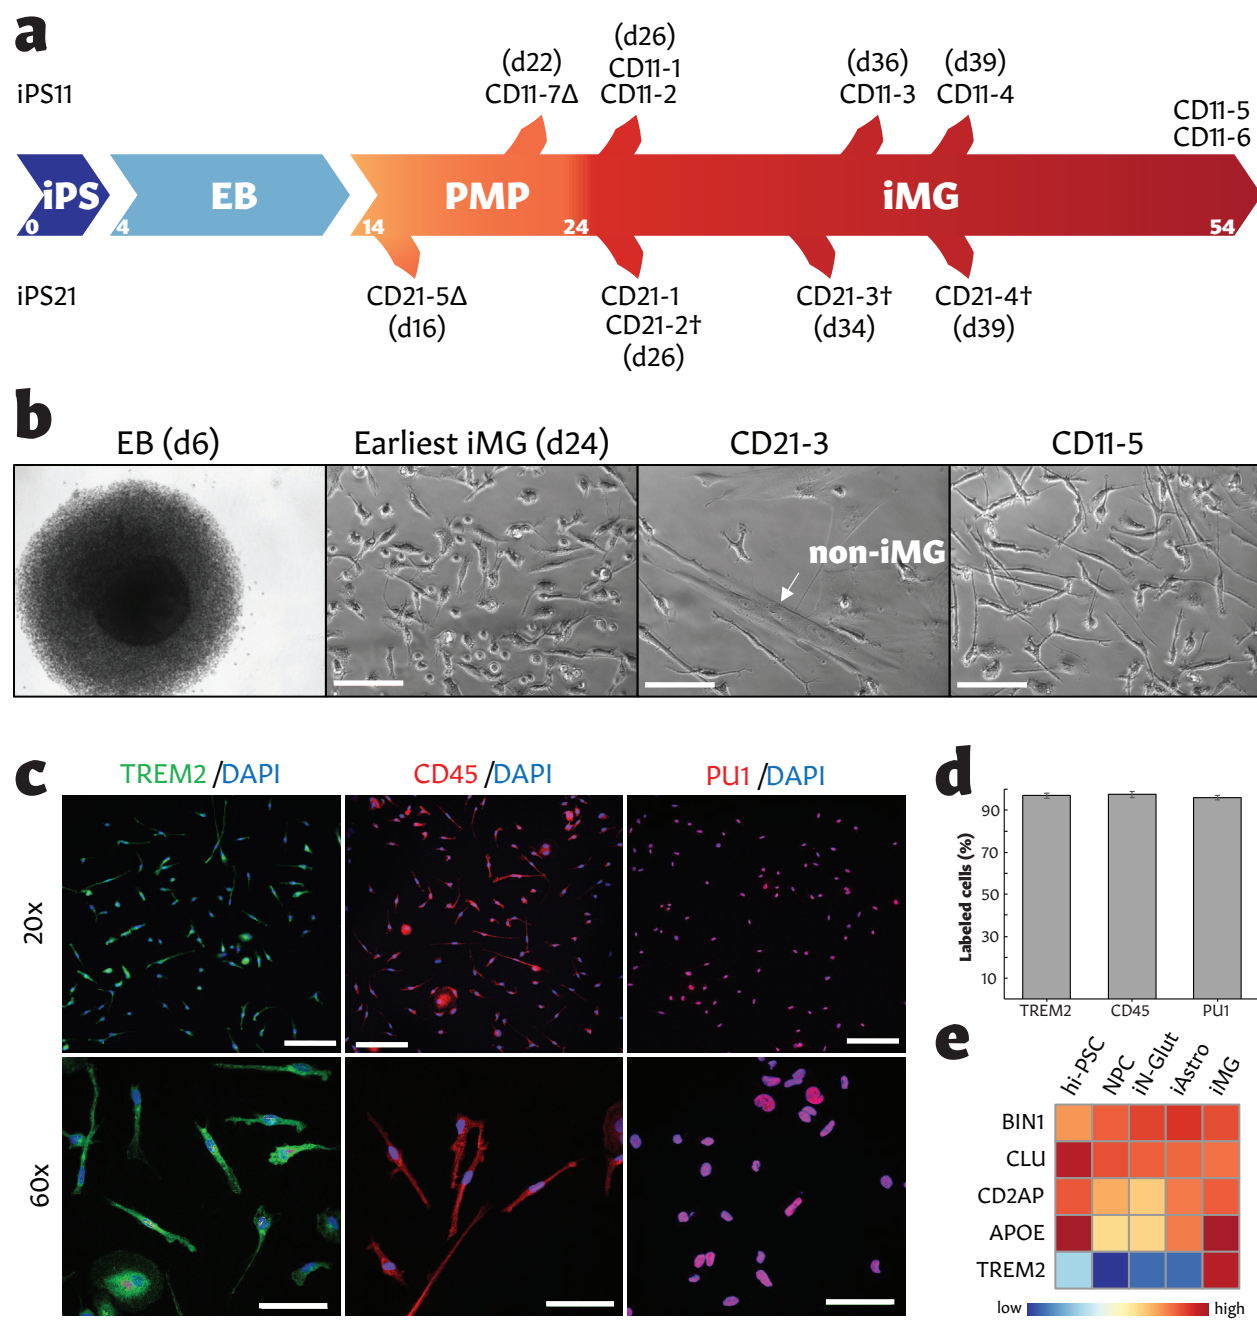 a
iPS11
(d22)
CD11-7Δ
(d26)
CD11-1
CD11-2
(d36)
CD11-3
(d39)
CD11-4
CD11-5
CD11-6
iPS
EB
PMP
iMG
0
4
14
24
54
iPS21
CD21-5Δ
(d16)
CD21-1
CD21-2†
(d26)
CD21-3†
(d34)
CD21-4†
(d39)
b
EB (d6)
Earliest iMG (d24)
CD21-3
CD11-5
non-iMG
c
TREM2 /DAPI
CD45 /DAPI
PU1 /DAPI
20x
60x
d
Labeled cells (%)
90
70
50
30
10
TREM2
CD45
PU1
e
hi-PSC
NPC
iN-Glut
iAstro
iMG
BIN1
CLU
CD2AP
APOE
TREM2
low
high